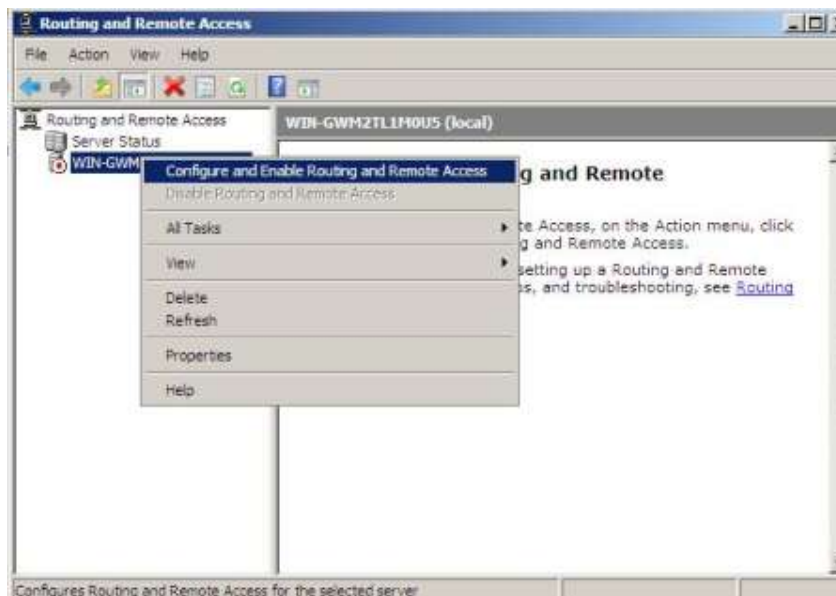 Routing and Remote Access
File Action View Help
Routing and Remote Access
Server Status
WIN-GWM
WIN-GWM2TL1M0U5 (local)
Configure and Enable Routing and Remote Access
Disable Routing and Remote Access
All Tasks
View
Delete
Refresh
Properties
Help
g and Remote
te Access, on the Action menu, click
g and Remote Access.
setting up a Routing and Remote
os, and troubleshooting, see Routing
Configures Routing and Remote Access for the selected server